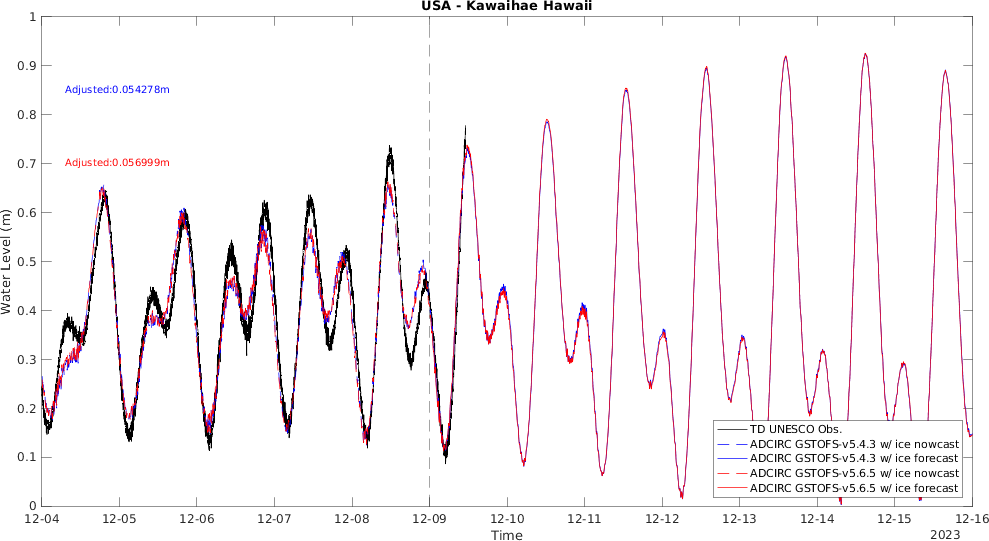 USA - Kawaihae Hawaii
1
0.9
0.8
0.7
0.6
0.5
0.4
0.3
0.2
0.1
0
Water Level (m)
Adjusted:0.054278m
Adjusted:0.056999m
TD UNESCO Obs.
ADCIRC GSTOFS-v5.4.3 w/ ice nowcast
ADCIRC GSTOFS-v5.4.3 w/ ice forecast
ADCIRC GSTOFS-v5.6.5 w/ ice nowcast
ADCIRC GSTOFS-v5.6.5 w/ ice forecast
12-04 12-05 12-06 12-07 12-08 12-09 12-10 12-11 12-12 12-13 12-14 12-15 12-16
Time
2023